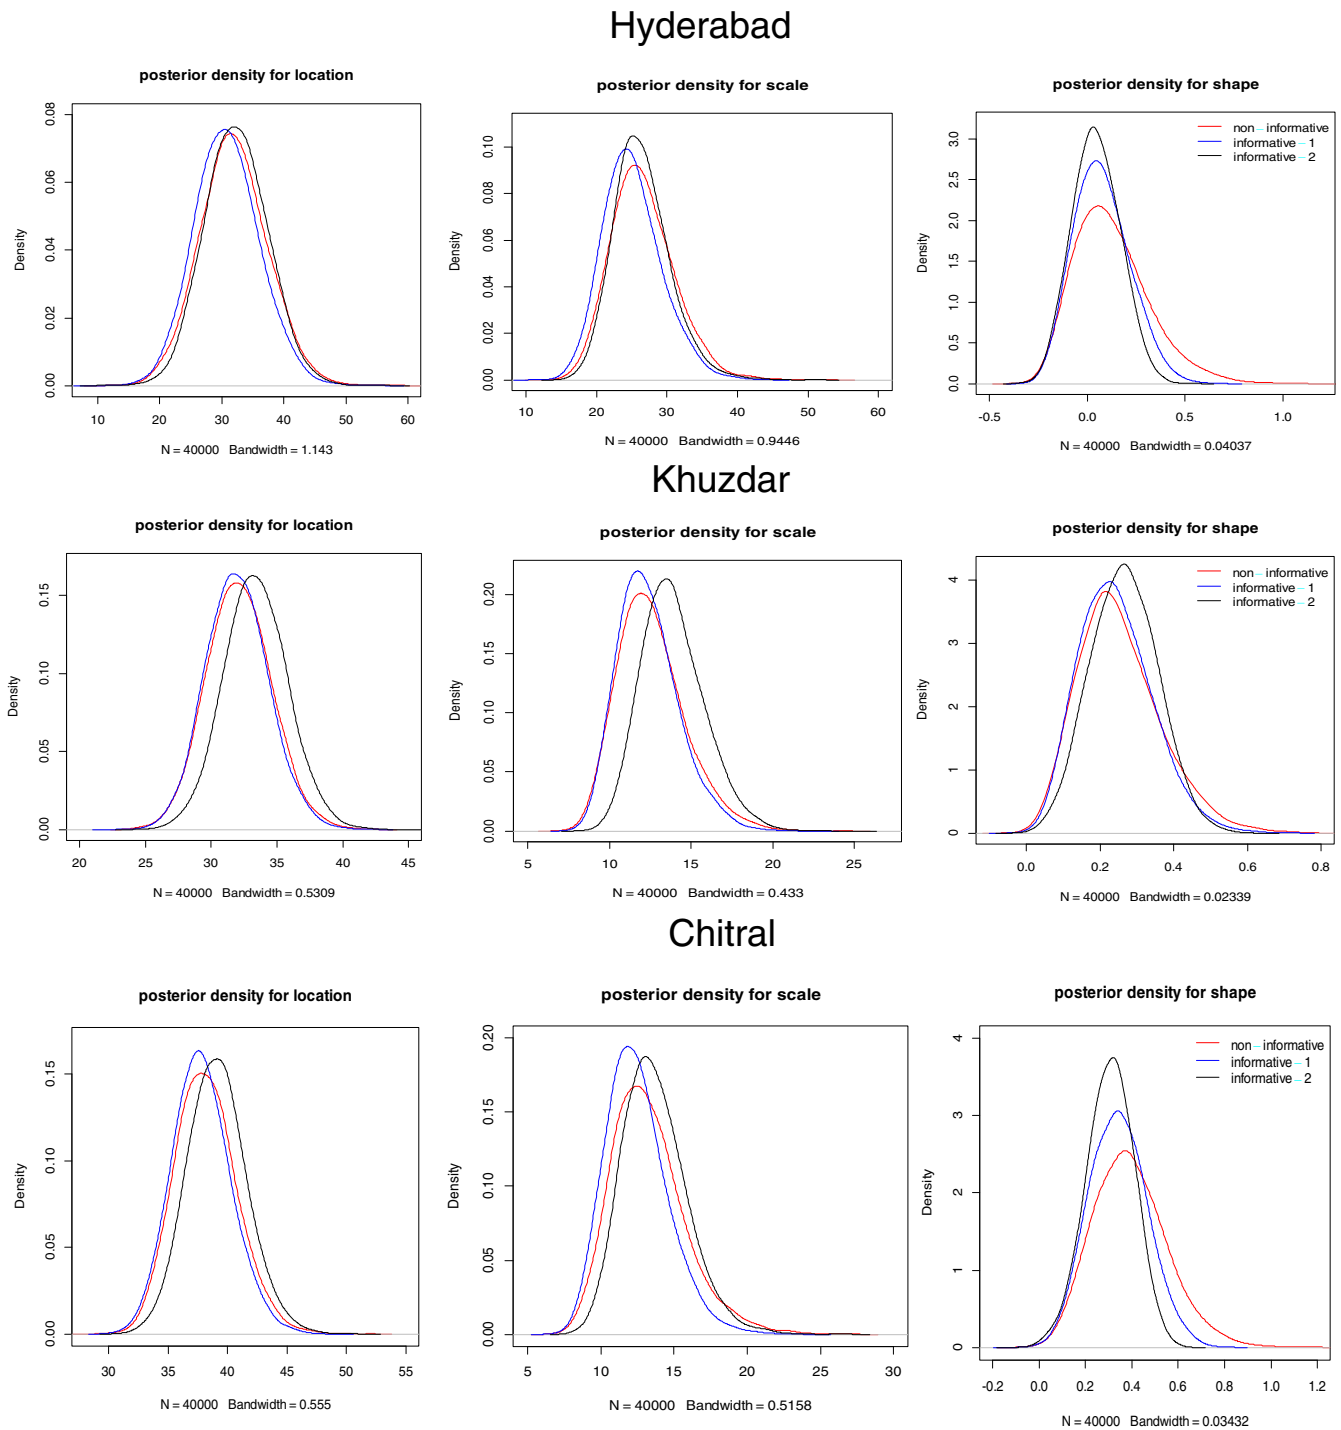 Hyderabad
posterior density for location
posterior density for scale
posterior density for shape
Density
0.00 0.02 0.04 0.06 0.08
10 20 30 40 50 60
N = 40000 Bandwidth = 1.143
Density
0.00 0.02 0.04 0.06 0.08 0.10
10 20 30 40 50 60
N = 40000 Bandwidth = 0.9446
Density
0.0 0.5 1.0 1.5 2.0 2.5 3.0
non-informative
informative-1
informative-2
-0.5 0.0 0.5 1.0
N = 40000 Bandwidth = 0.04037
Khuzdar
posterior density for location
posterior density for scale
posterior density for shape
Density
0.00 0.05 0.10 0.15
20 25 30 35 40 45
N = 40000 Bandwidth = 0.5309
Density
0.00 0.05 0.10 0.15 0.20
5 10 15 20 25
N = 40000 Bandwidth = 0.433
Density
0 1 2 3 4
non-informative
informative-1
informative-2
0.0 0.2 0.4 0.6 0.8
N = 40000 Bandwidth = 0.02339
Chitral
posterior density for location
posterior density for scale
posterior density for shape
Density
0.00 0.05 0.10 0.15
30 35 40 45 50 55
N = 40000 Bandwidth = 0.555
Density
0.00 0.05 0.10 0.15 0.20
5 10 15 20 25 30
N = 40000 Bandwidth = 0.5158
Density
0 1 2 3 4
non-informative
informative-1
informative-2
-0.2 0.0 0.2 0.4 0.6 0.8 1.0 1.2
N = 40000 Bandwidth = 0.03432